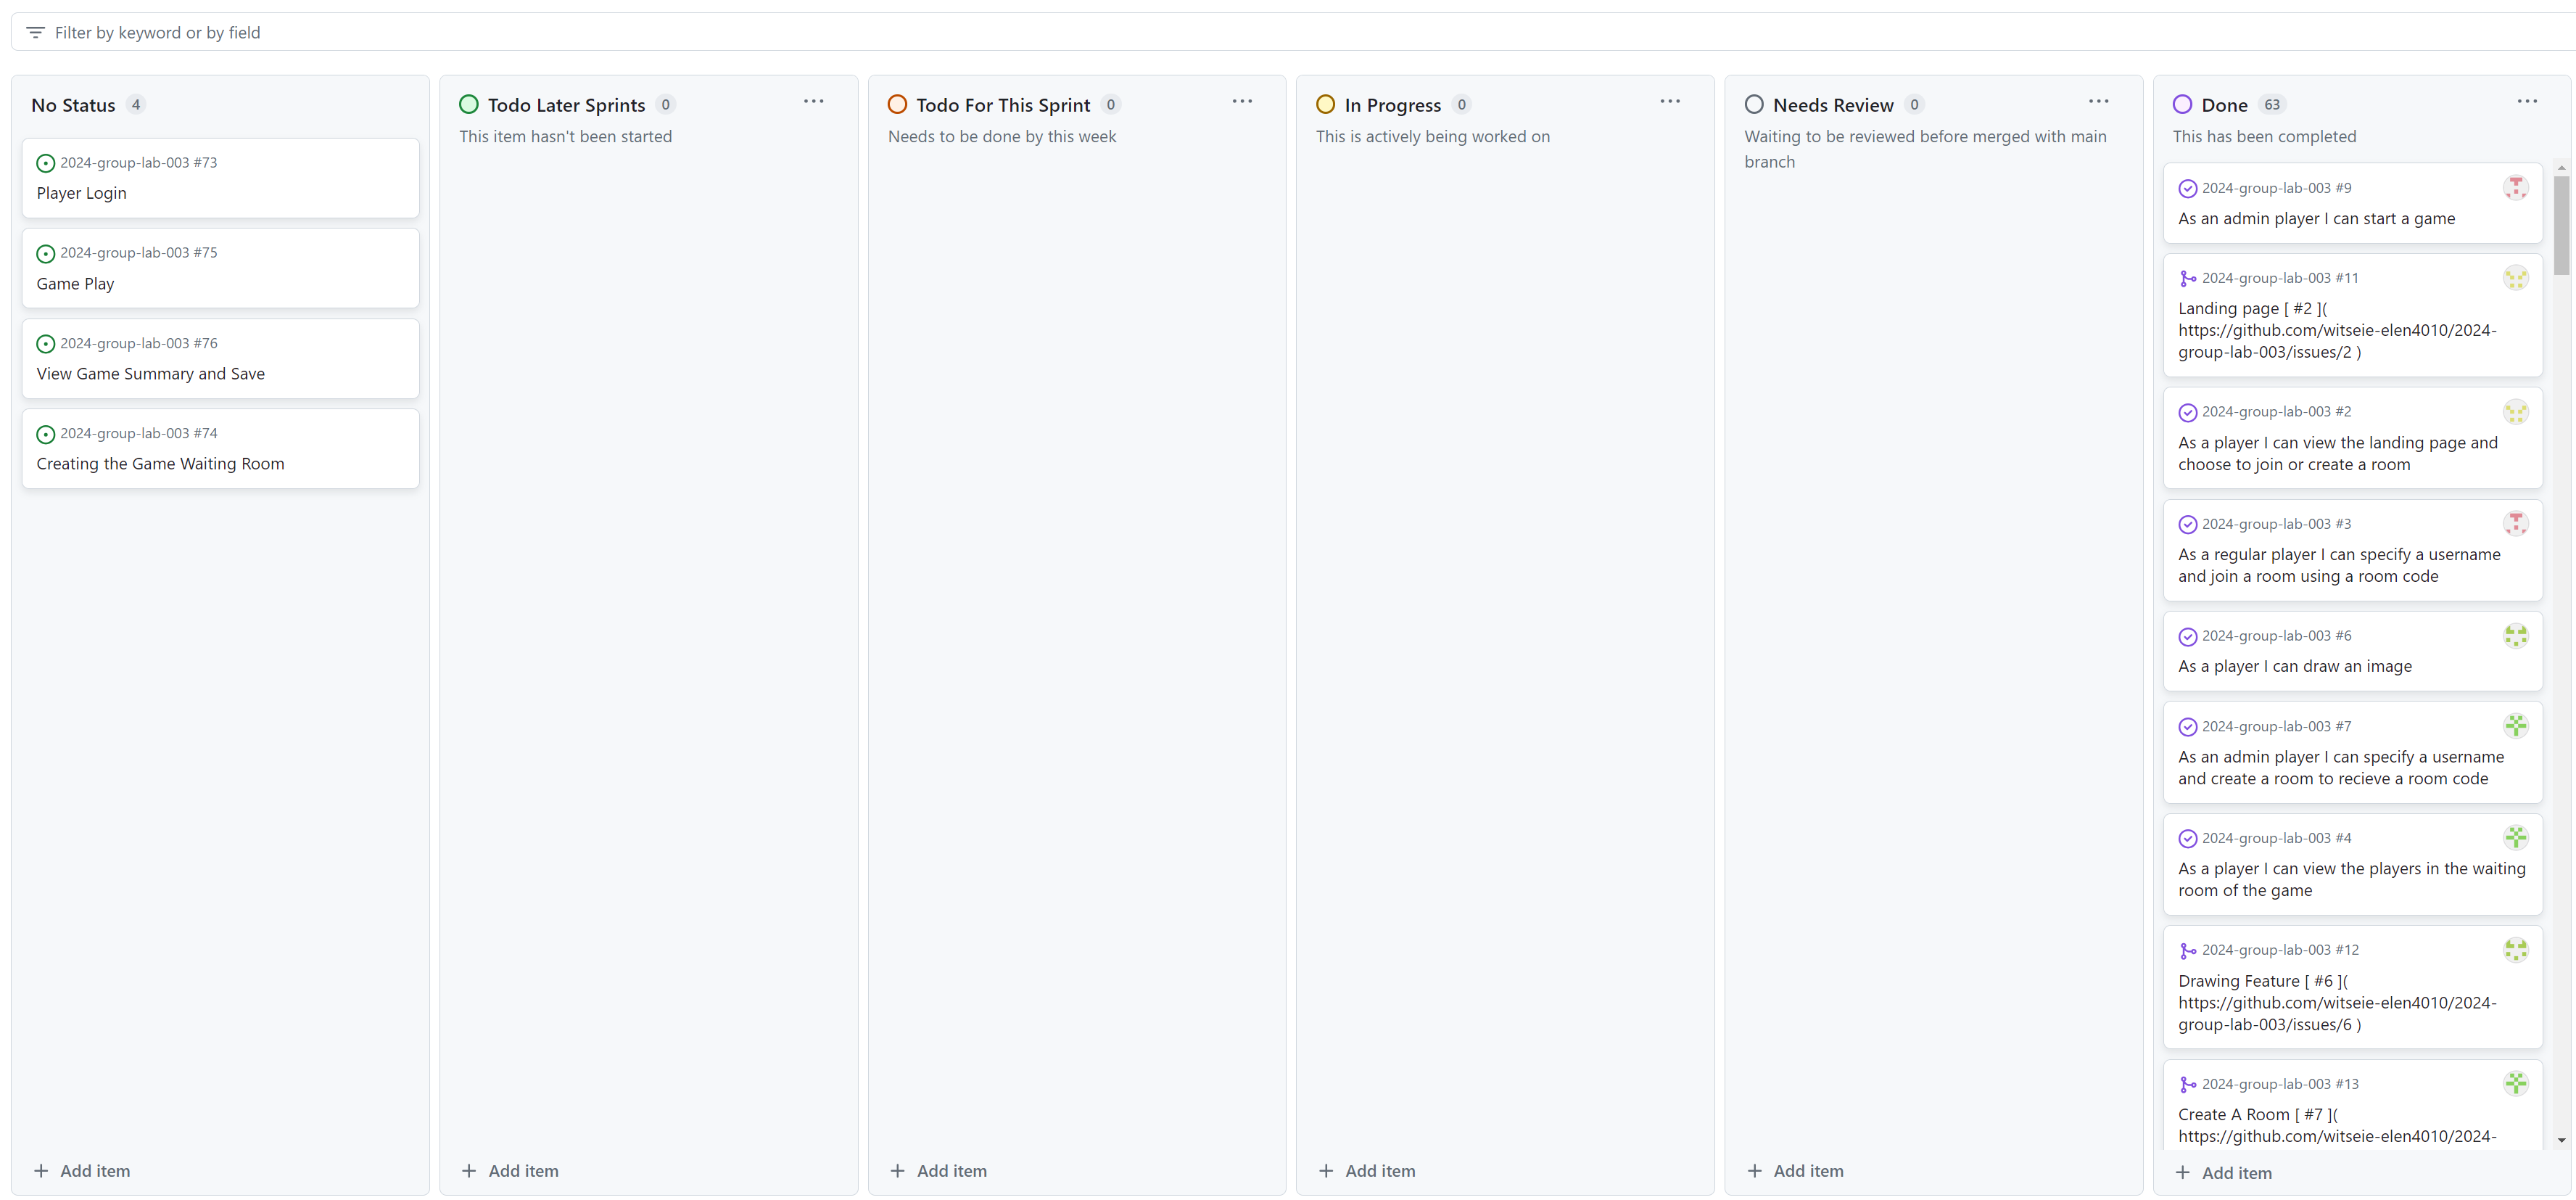 Filter by keyword or by field
No Status 4
2024-group-lab-003 #73
Player Login
2024-group-lab-003 #75
Game Play
2024-group-lab-003 #76
View Game Summary and Save
2024-group-lab-003 #74
Creating the Game Waiting Room
Add item
Todo Later Sprints 0
This item hasn't been started
Add item
Todo For This Sprint 0
Needs to be done by this week
Add item
In Progress 0
This is actively being worked on
Add item
Needs Review 0
Waiting to be reviewed before merged with main
branch
Add item
Done 63
This has been completed
2024-group-lab-003 #9
As an admin player I can start a game
2024-group-lab-003 #11
Landing page [ #2 ](
https://github.com/witseie-elen4010/2024-
group-lab-003/issues/2 )
2024-group-lab-003 #2
As a player I can view the landing page and
choose to join or create a room
2024-group-lab-003 #3
As a regular player I can specify a username
and join a room using a room code
2024-group-lab-003 #6
As a player I can draw an image
2024-group-lab-003 #7
As an admin player I can specify a username
and create a room to recieve a room code
2024-group-lab-003 #4
As a player I can view the players in the waiting
room of the game
2024-group-lab-003 #12
Drawing Feature [ #6 ](
https://github.com/witseie-elen4010/2024-
group-lab-003/issues/6 )
2024-group-lab-003 #13
Create A Room [ #7 ](
https://github.com/witseie-elen4010/2024-
Add item